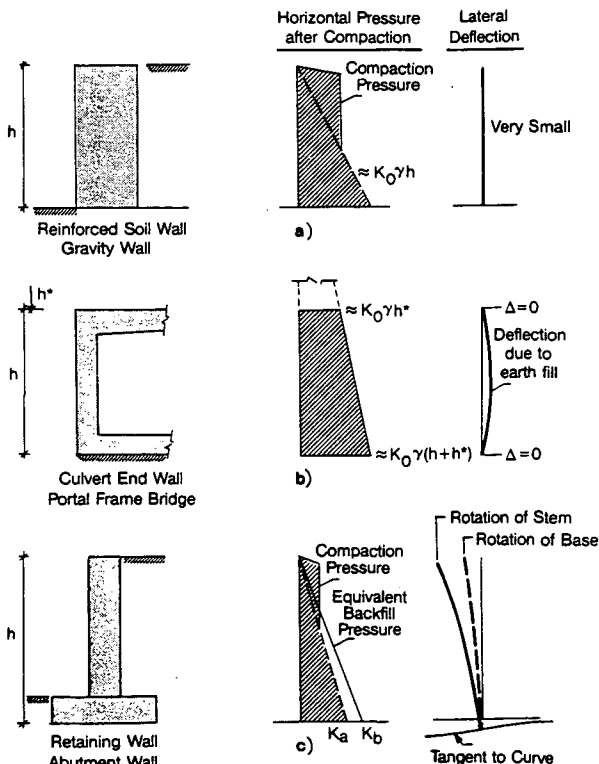 Horizontal Pressure
after Compaction
Lateral
Deflection
h
Compaction
Pressure
≈ K₀γh
Very Small
Reinforced Soil Wall
Gravity Wall
a)
h*
h
≈ K₀γh*
Δ=0
Deflection
due to
earth fill
≈ K₀γ(h+h*)
Δ=0
Culvert End Wall
Portal Frame Bridge
b)
Rotation of Stem
Rotation of Base
h
Compaction
Pressure
Equivalent
Backfill
Pressure
Retaining Wall
Abutment Wall
c)
Kₐ
K_b
Tangent to Curve